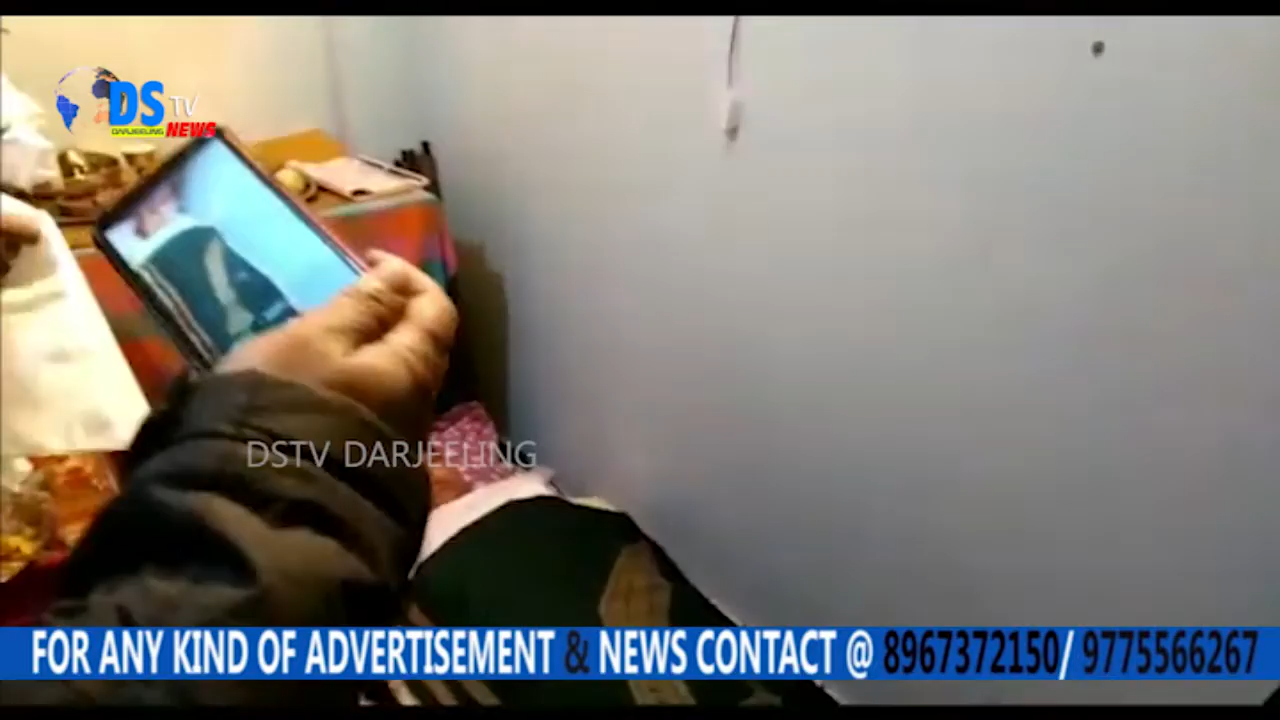 DS TV
DARJEELING NEWS
DSTV DARJEELING
FOR ANY KIND OF ADVERTISEMENT & NEWS CONTACT @ 8967372150/ 9775566267